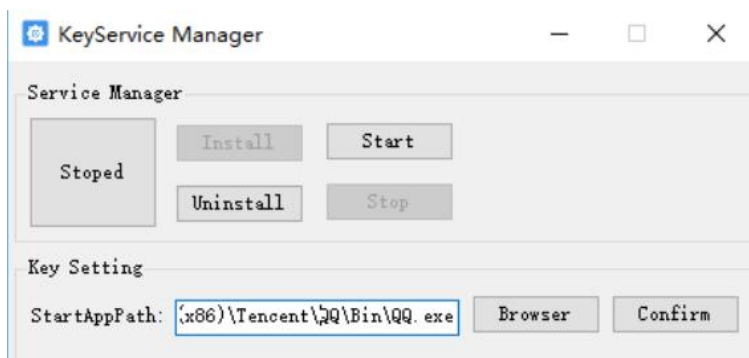 KeyService Manager
Service Manager
Stoped
Install
Start
Uninstall
Stop
Key Setting
StartAppPath: (x86)\Tencent\QQ\Bin\QQ.exe Browser Confirm